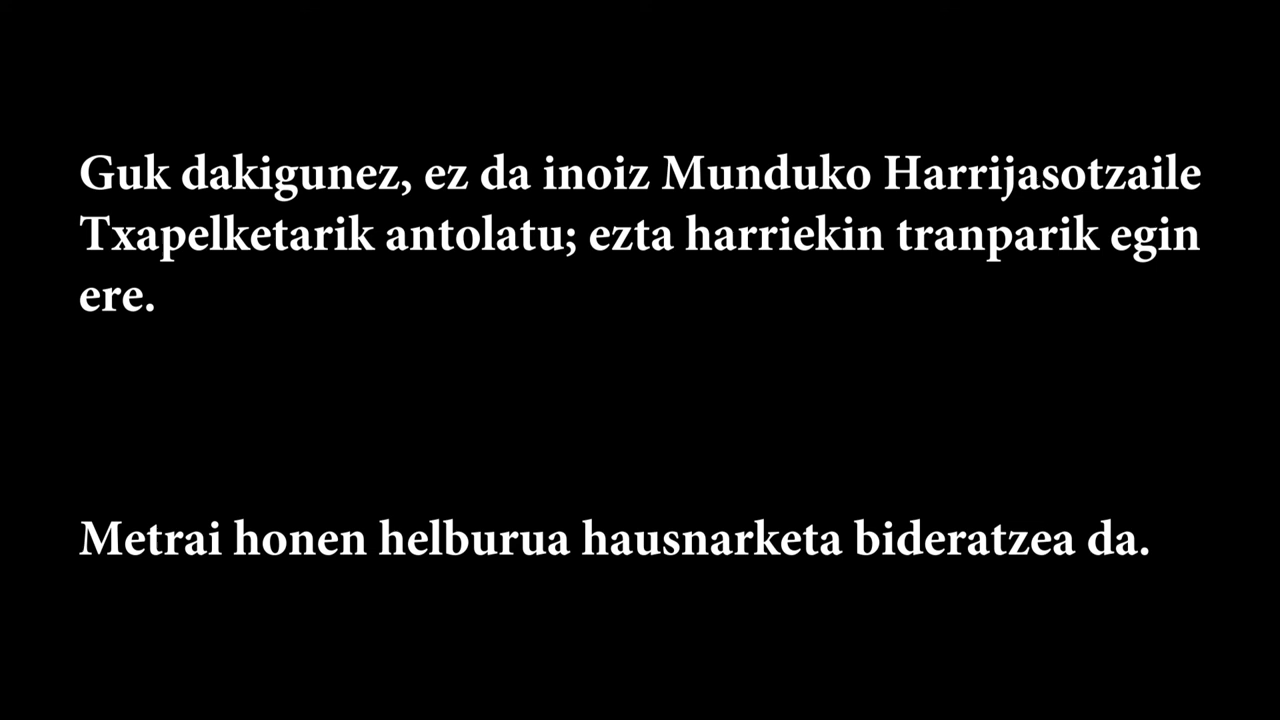 Guk dakigunez, ez da inoiz Munduko Harrijasotzaile
Txapelketarik antolatu; ezta harriekin tranparik egin
ere.
Metrai honen helburua hausnarketa bideratzea da.